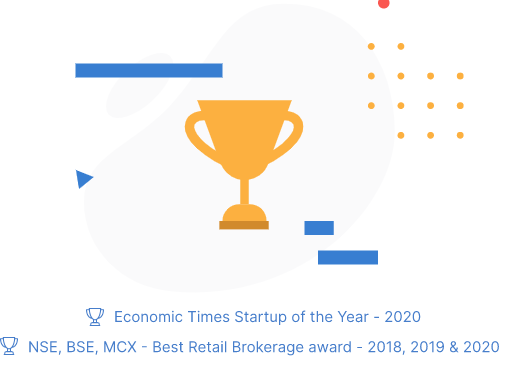 Economic Times Startup of the Year - 2020
NSE, BSE, MCX - Best Retail Brokerage award - 2018, 2019 & 2020